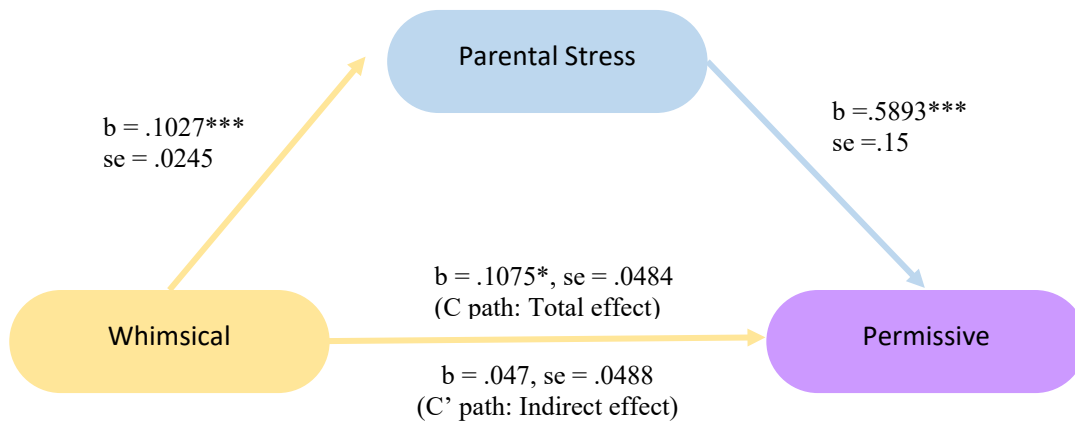 Parental Stress
b = .1027***
se = .0245
b =.5893***
se =.15
b = .1075*, se = .0484
(C path: Total effect)
Whimsical
Permissive
b = .047, se = .0488
(C’ path: Indirect effect)